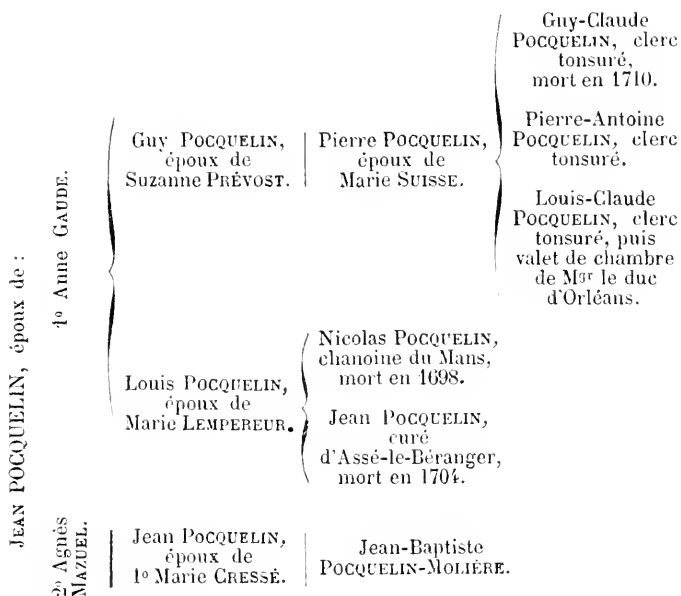 JEAN POCQUELIN, époux de :
1º Anne GAUDE.
Guy POCQUELIN,
époux de
Suzanne PRÉVOST.
Pierre POCQUELIN,
époux de
Marie SUISSE.
Guy-Claude
POCQUELIN, clerc
tonsuré,
mort en 1710.
Pierre-Antoine
POCQUELIN, clerc
tonsuré.
Louis-Claude
POCQUELIN, clerc
tonsuré, puis
valet de chambre
de Mgr le duc
d'Orléans.
Louis POCQUELIN,
époux de
Marie LEMPEREUR.
Nicolas POCQUELIN,
chanoine du Mans,
mort en 1698.
Jean POCQUELIN,
curé
d'Assé-le-Béranger,
mort en 1704.
2º Agnès
MAZUEL.
Jean POCQUELIN,
époux de
1º Marie CRESSÉ.
Jean-Baptiste
POCQUELIN-MOLIÈRE.